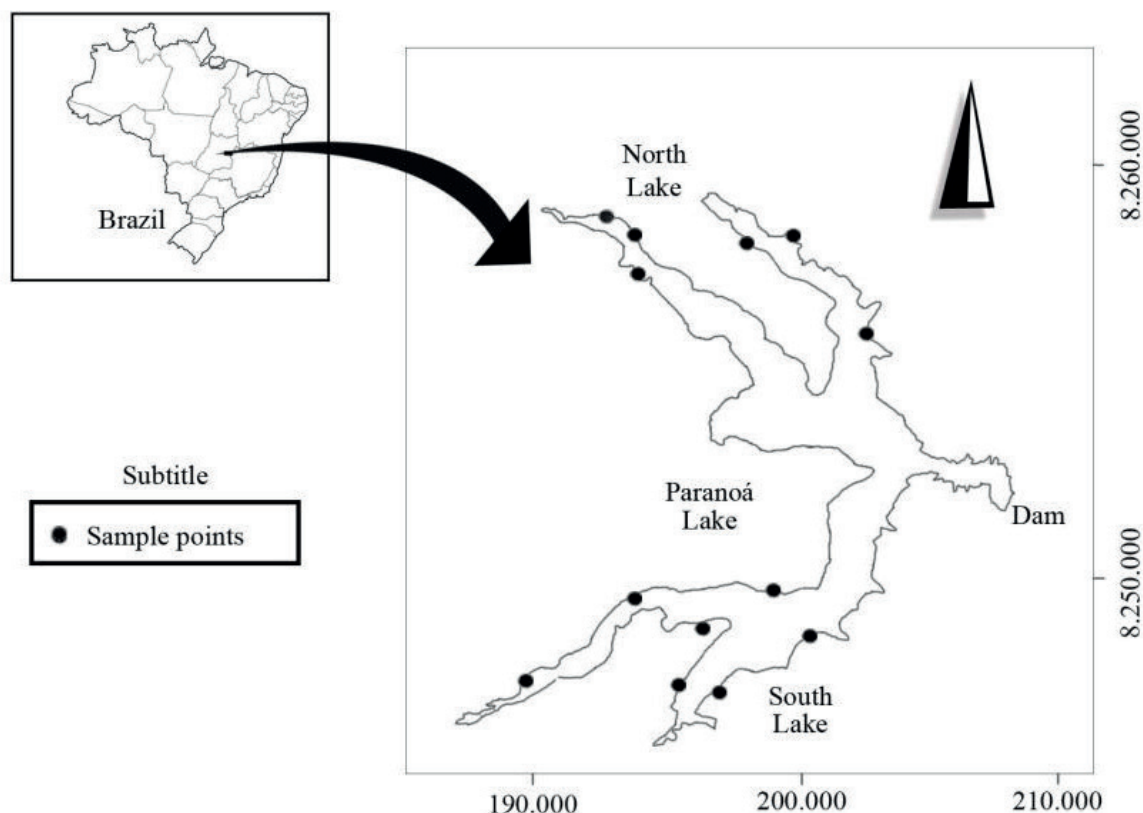 Brazil
North
Lake
Paranoá
Lake
Dam
South
Lake
Subtitle
Sample points
8.260.000
8.250.000
190.000
200.000
210.000